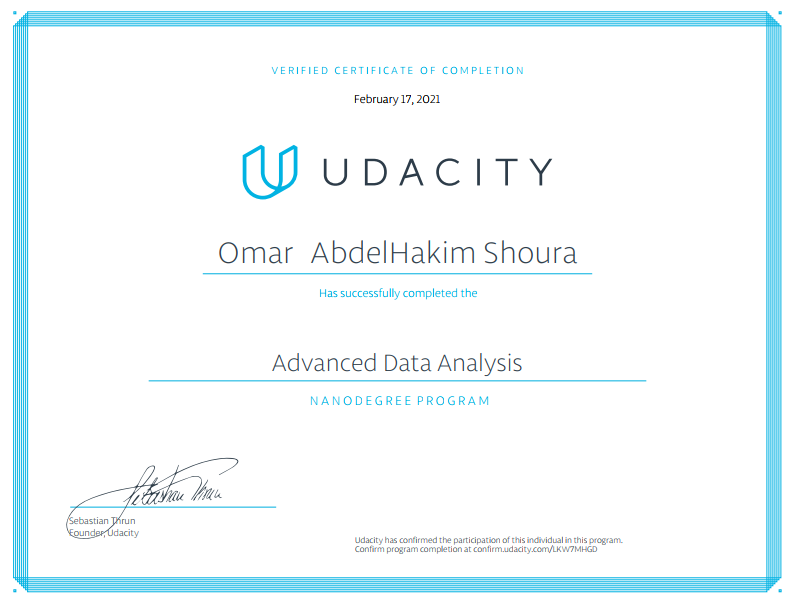 VERIFIED CERTIFICATE OF COMPLETION
February 17, 2021
UDACITY
Omar AbdelHakim Shoura
Has successfully completed the
Advanced Data Analysis
NANODEGREE PROGRAM
Sebastian Thrun
Sebastian Thrun
Founder, Udacity
Udacity has confirmed the participation of this individual in this program.
Confirm program completion at confirm.udacity.com/LKW7MHGD